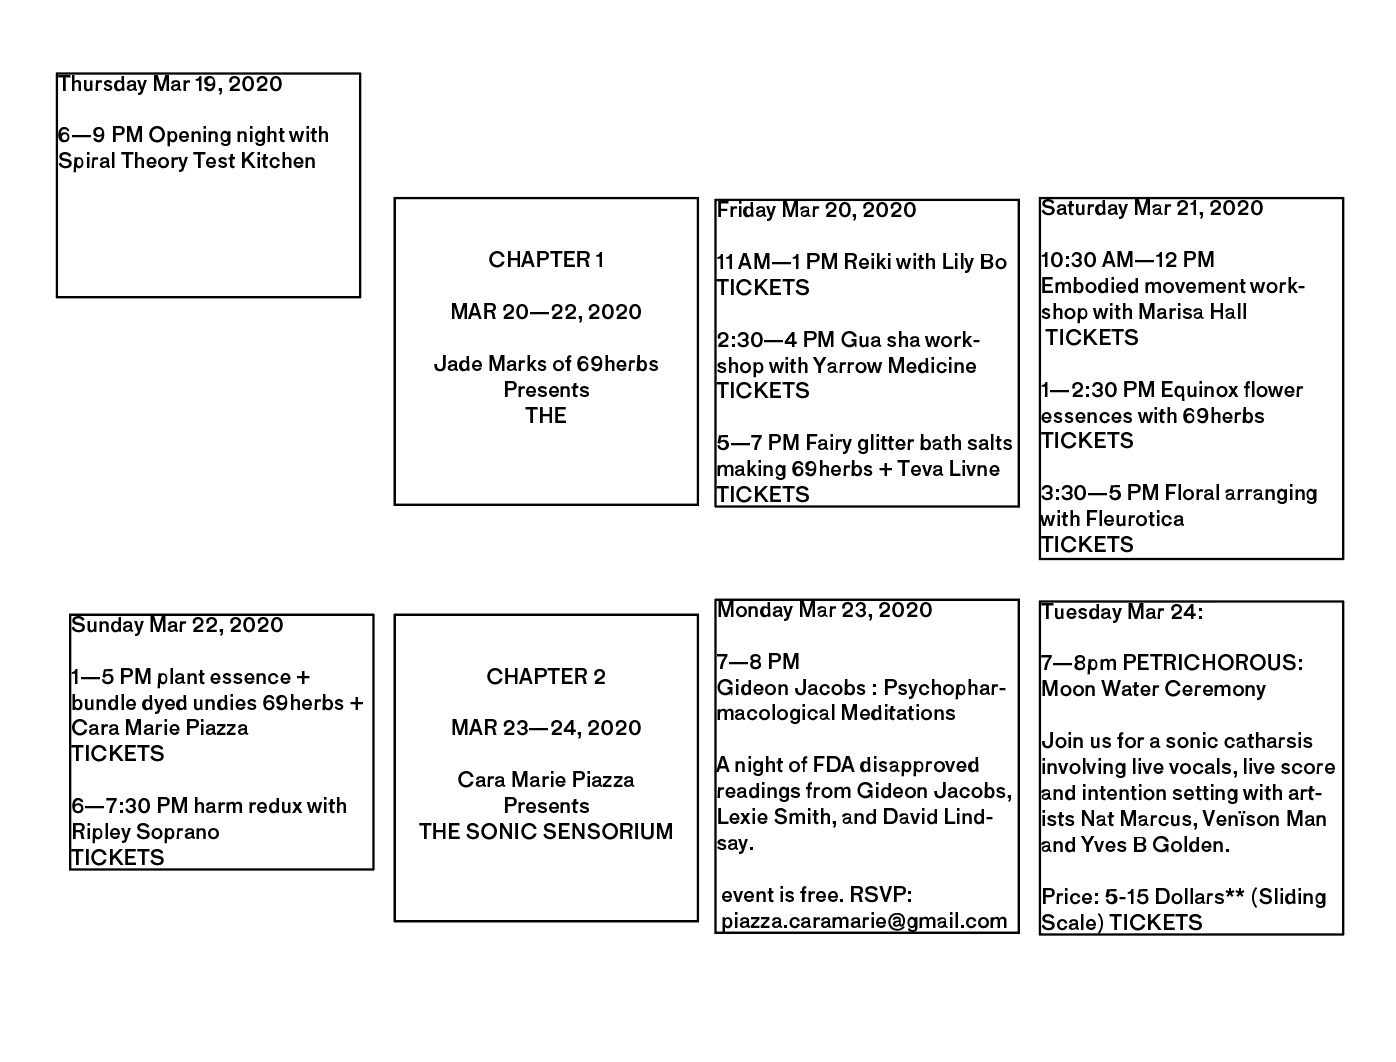 Thursday Mar 19, 2020
6—9 PM Opening night with
Spiral Theory Test Kitchen
CHAPTER 1
MAR 20—22, 2020
Jade Marks of 69herbs
Presents
THE
Friday Mar 20, 2020
11 AM—1 PM Reiki with Lily Bo
TICKETS
2:30—4 PM Gua sha work-
shop with Yarrow Medicine
TICKETS
5—7 PM Fairy glitter bath salts
making 69herbs + Teva Livne
TICKETS
Saturday Mar 21, 2020
10:30 AM—12 PM
Embodied movement work-
shop with Marisa Hall
TICKETS
1—2:30 PM Equinox flower
essences with 69herbs
TICKETS
3:30—5 PM Floral arranging
with Fleurotica
TICKETS
Sunday Mar 22, 2020
1—5 PM plant essence +
bundle dyed undies 69herbs +
Cara Marie Piazza
TICKETS
6—7:30 PM harm redux with
Ripley Soprano
TICKETS
CHAPTER 2
MAR 23—24, 2020
Cara Marie Piazza
Presents
THE SONIC SENSORIUM
Monday Mar 23, 2020
7—8 PM
Gideon Jacobs : Psychophar-
macological Meditations
A night of FDA disapproved
readings from Gideon Jacobs,
Lexie Smith, and David Lind-
say.
event is free. RSVP:
piazza.caramarie@gmail.com
Tuesday Mar 24:
7—8pm PETRICHOROUS:
Moon Water Ceremony
Join us for a sonic catharsis
involving live vocals, live score
and intention setting with art-
ists Nat Marcus, Venïson Man
and Yves B Golden.
Price: 5-15 Dollars** (Sliding
Scale) TICKETS